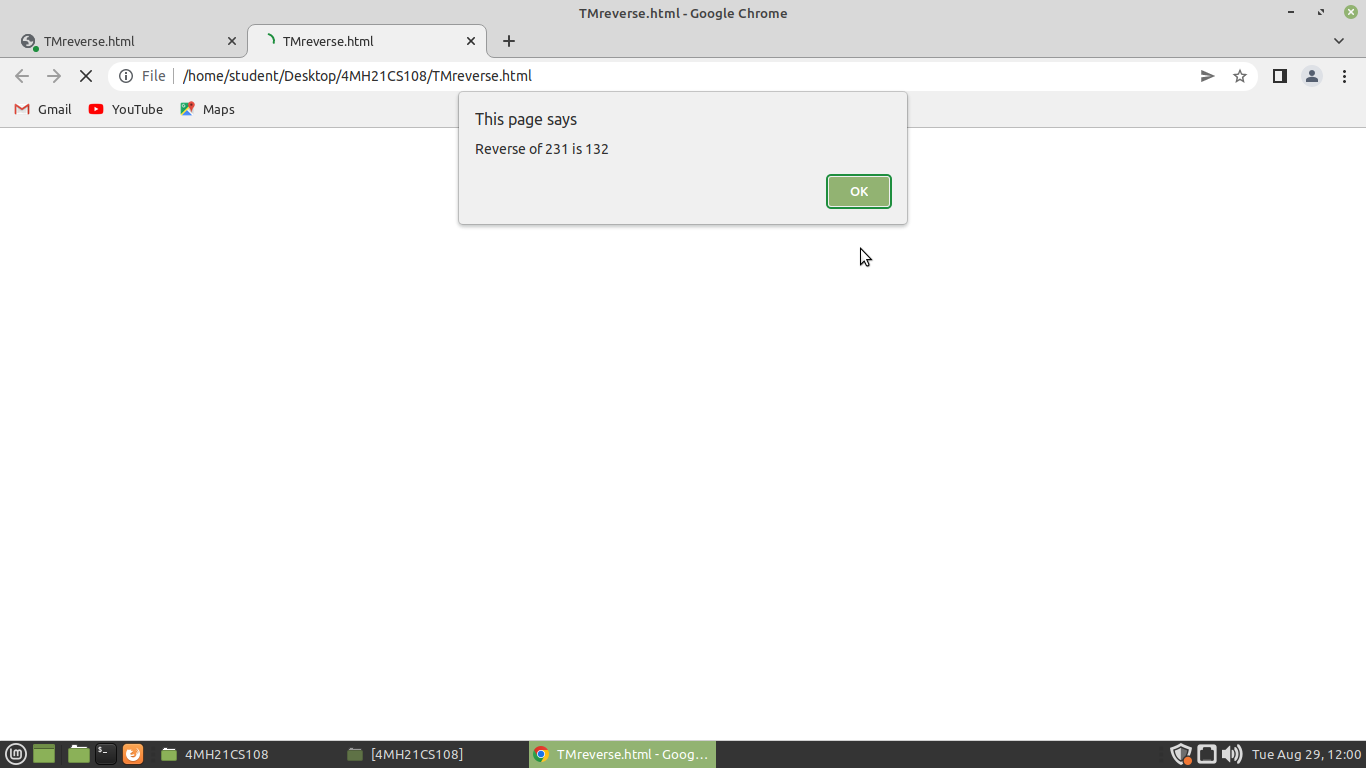 TMreverse.html - Google Chrome
TMreverse.html
TMreverse.html
File
/home/student/Desktop/4MH21CS108/TMreverse.html
Gmail
YouTube
Maps
This page says
Reverse of 231 is 132
OK
4MH21CS108
[4MH21CS108]
TMreverse.html - Goog...
Tue Aug 29, 12:00